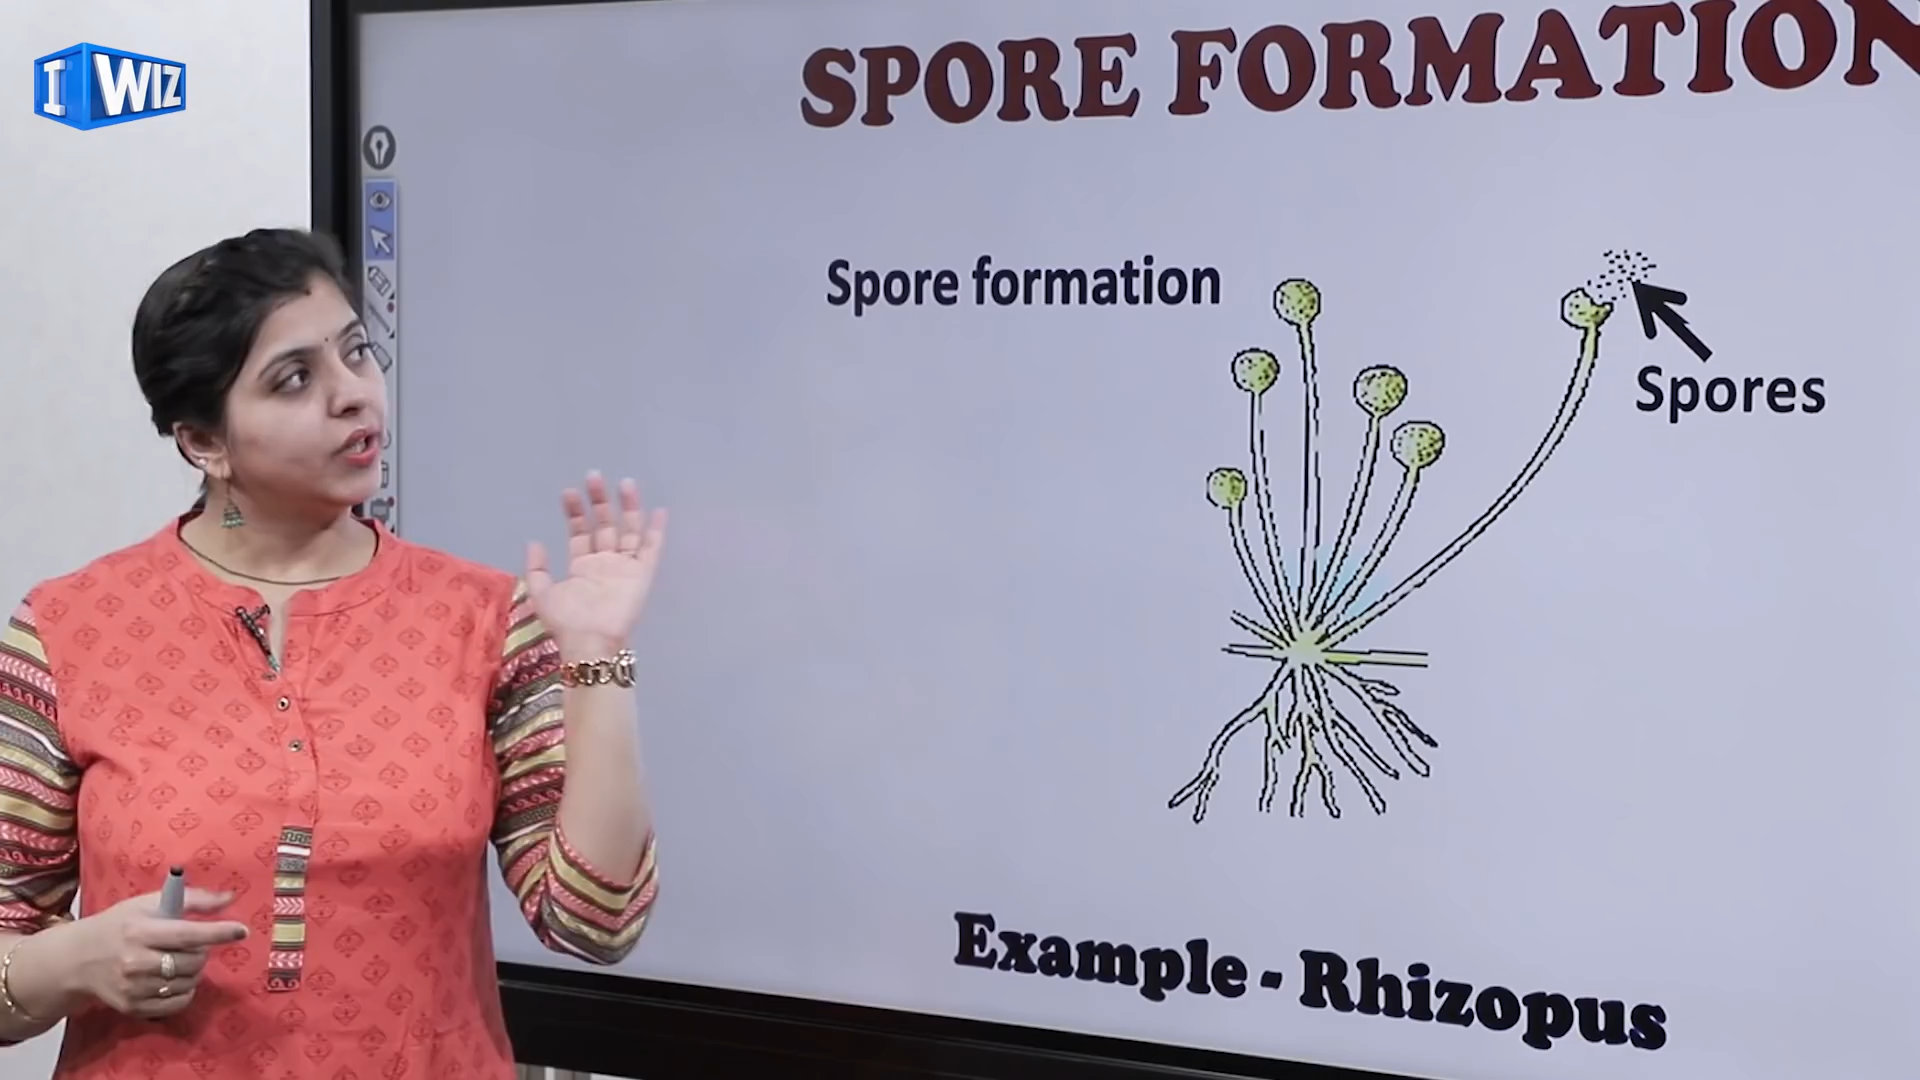 I WIZ
SPORE FORMATION
Spore formation
Spores
Example - Rhizopus